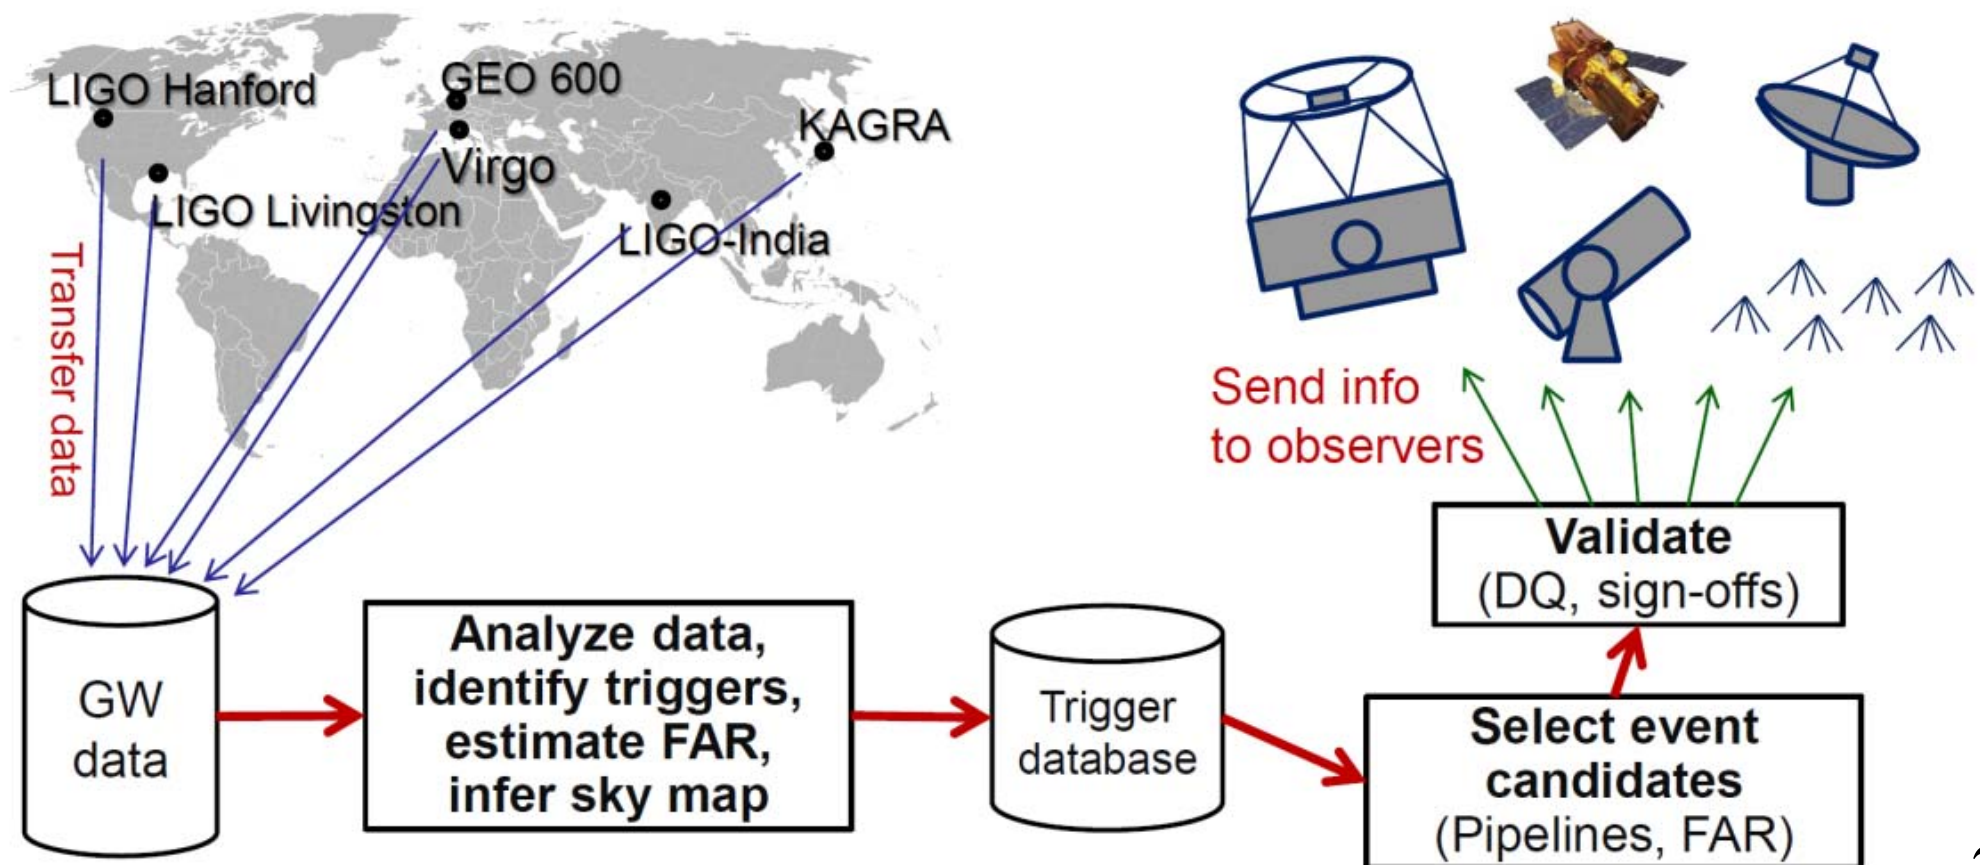 LIGO Hanford
GEO 600
KAGRA
Virgo
LIGO Livingston
LIGO-India
Transfer data
Send info
to observers
Validate
(DQ, sign-offs)
GW
data
Analyze data,
identify triggers,
estimate FAR,
infer sky map
Trigger
database
Select event
candidates
(Pipelines, FAR)